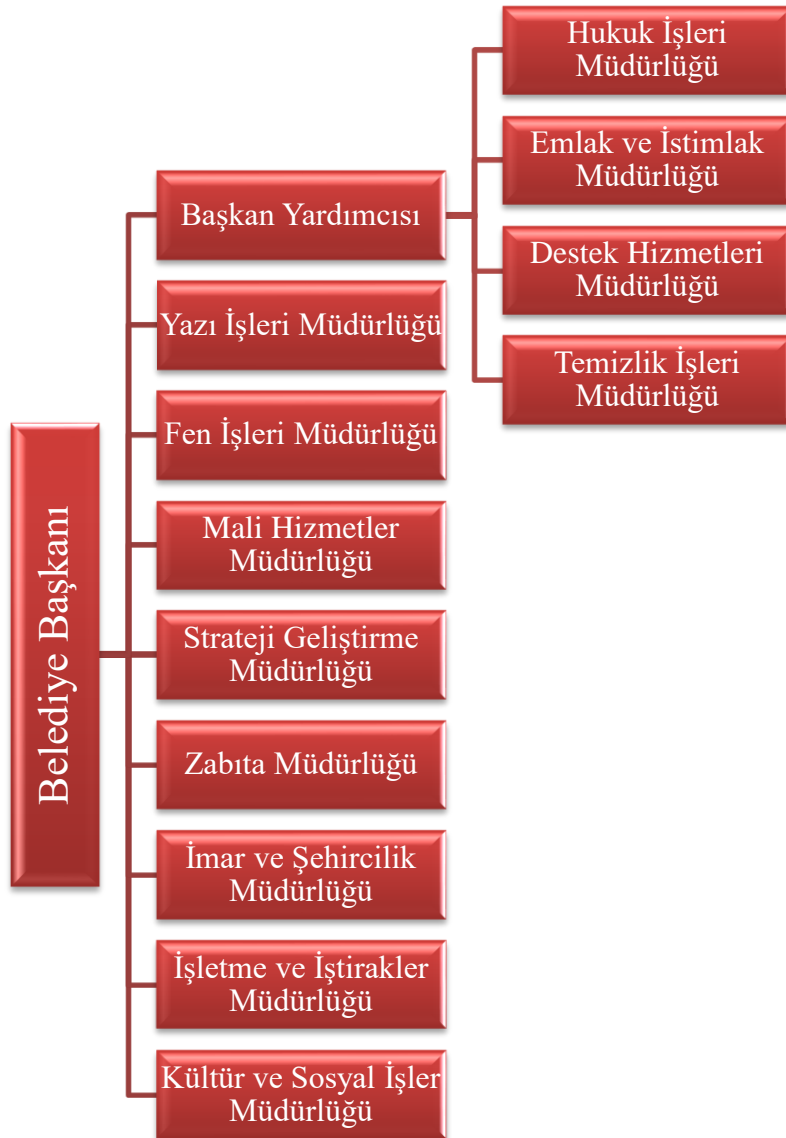 Belediye Başkanı
Başkan Yardımcısı
Hukuk İşleri
Müdürlüğü
Emlak ve İstimlak
Müdürlüğü
Destek Hizmetleri
Müdürlüğü
Temizlik İşleri
Müdürlüğü
Yazı İşleri Müdürlüğü
Fen İşleri Müdürlüğü
Mali Hizmetler
Müdürlüğü
Strateji Geliştirme
Müdürlüğü
Zabıta Müdürlüğü
İmar ve Şehircilik
Müdürlüğü
İşletme ve İştirakler
Müdürlüğü
Kültür ve Sosyal İşler
Müdürlüğü